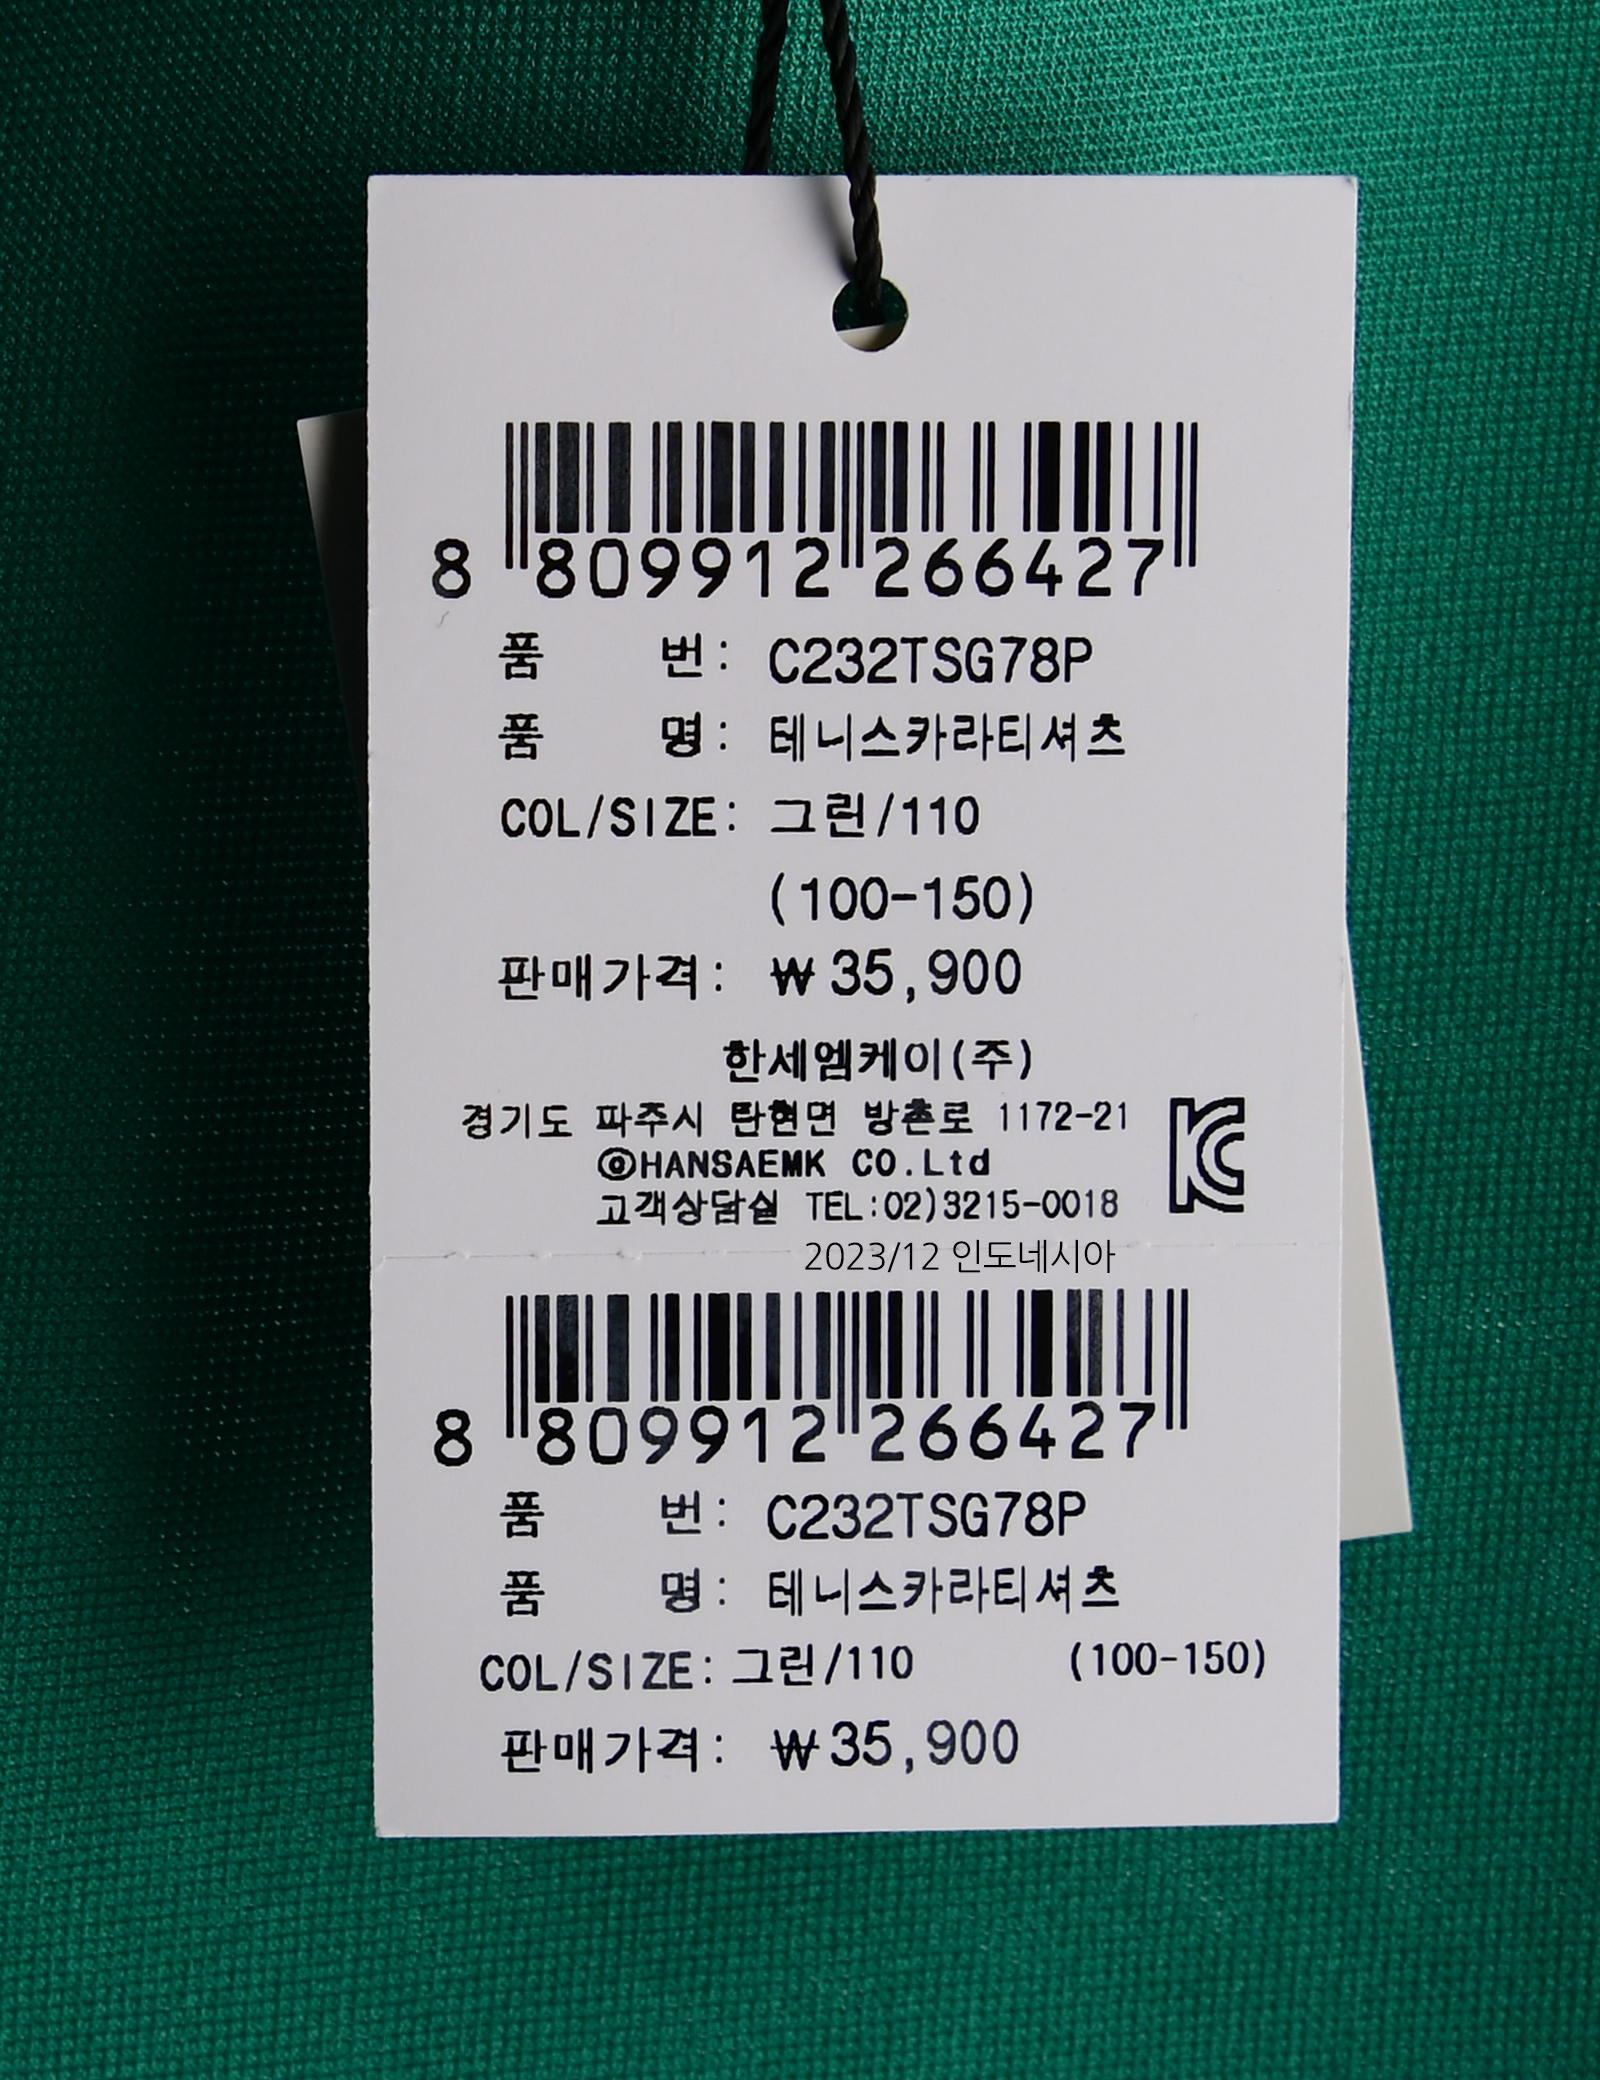 8 809912 266427
품 번: C232TSG78P
품 명: 테니스카라티셔츠
COL/SIZE: 그린/110
(100-150)
판매가격: ₩35,900
한세엠케이(주)
경기도 파주시 탄현면 방촌로 1172-21
@HANSAEMK CO.Ltd
고객상담실 TEL:02)3215-0018
2023/12 인도네시아
8 809912 266427
품 번: C232TSG78P
품 명: 테니스카라티셔츠
COL/SIZE: 그린/110 (100-150)
판매가격: ₩35,900